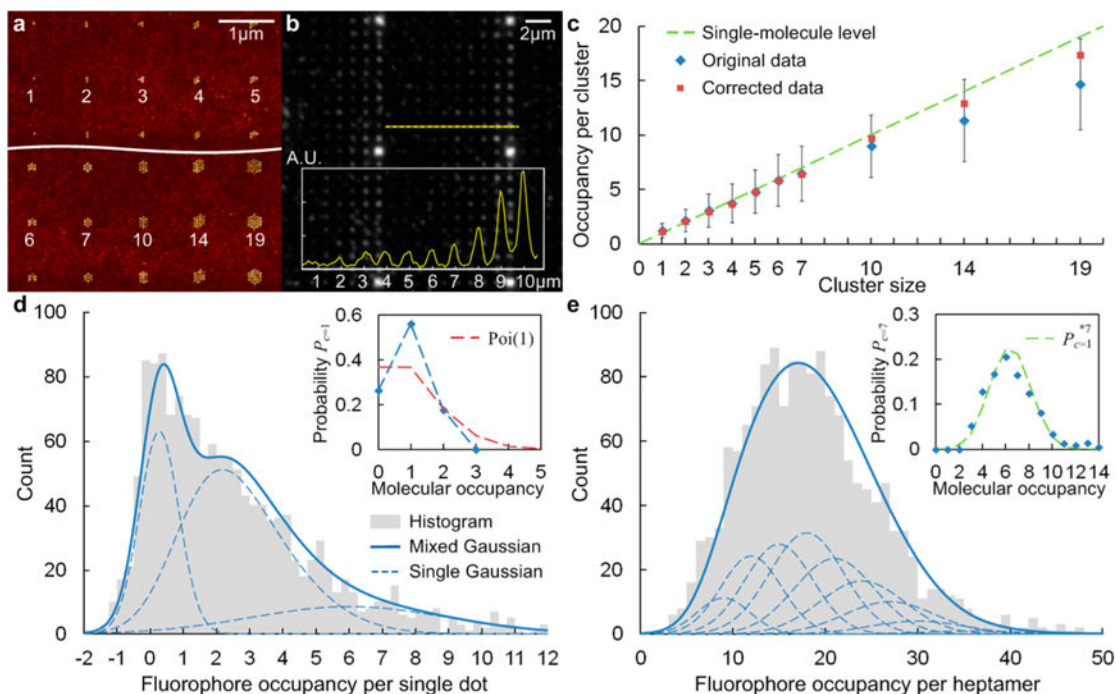 a
1μm
1 2 3 4 5
6 7 10 14 19
b
2μm
A.U.
1 2 3 4 5 6 7 8 9 10μm
c
Occupancy per cluster
20
15
10
5
0
Single-molecule level
Original data
Corrected data
1 2 3 4 5 6 7 10 14 19
Cluster size
d
Count
100
80
60
40
20
0
Probability P_{c=1}
0.6
0.4
0.2
0
Poi(1)
0 1 2 3 4 5
Molecular occupancy
Histogram
Mixed Gaussian
Single Gaussian
-2 -1 0 1 2 3 4 5 6 7 8 9 10 11 12
Fluorophore occupancy per single dot
e
Count
100
80
60
40
20
0
Probability P_{c=7}
0.3
0.2
0.1
0
P_{c=1}^{*7}
0 2 4 6 8 10 12 14
Molecular occupancy
0 10 20 30 40 50
Fluorophore occupancy per heptamer